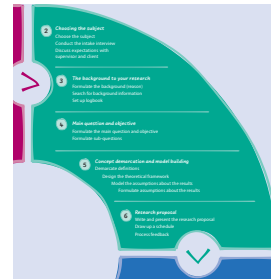 2 Choosing the subject
Choose the subject
Conduct the intake interview
Discuss expectations with
supervisor and client
3 The background to your research
Formulate the background (reason)
Search for background information
Set up logbook
4 Main question and objective
Formulate the main question and objective
Formulate sub-questions
5 Concept demarcation and model building
Demarcate definitions
Design the theoretical framework
Model the assumptions about the results
Formulate assumptions about the results
6 Research proposal
Write and present the research proposal
Draw up a schedule
Process feedback